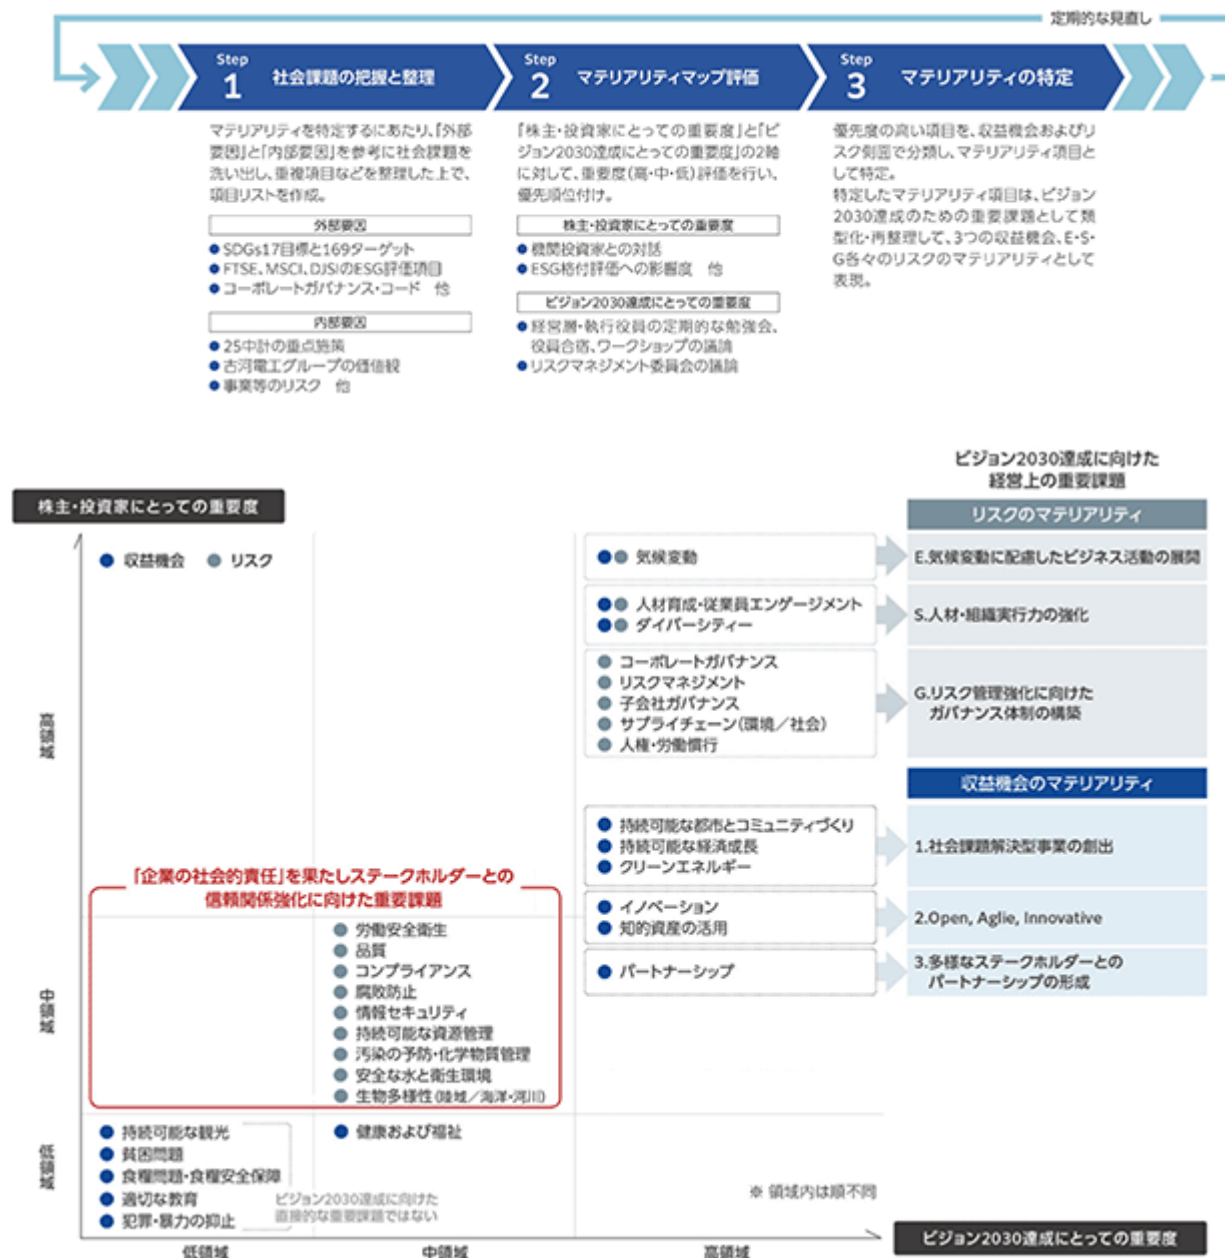 定期的な見直し
Step 1 社会課題の把握と整理
マテリアリティを特定するにあたり、「外部
要因」と「内部要因」を参考に社会課題を
洗い出し、重複項目などを整理した上で、
項目リストを作成。
外部要因
●SDGs17目標と169ターゲット
●FTSE、MSCI、DJSIのESG評価項目
●コーポレートガバナンス・コード 他
内部要因
●25中計の重点施策
●古河電工グループの価値観
●事業等のリスク 他
Step 2 マテリアリティマップ評価
「株主・投資家にとっての重要度」と「ビ
ジョン2030達成にとっての重要度」の2軸
に対して、重要度(高・中・低)評価を行い、
優先順位付け。
株主・投資家にとっての重要度
●機関投資家との対話
●ESG格付評価への影響度 他
ビジョン2030達成にとっての重要度
●経営層・執行役員の定期的な勉強会、
役員合宿、ワークショップの議論
●リスクマネジメント委員会の議論
Step 3 マテリアリティの特定
優先度の高い項目を、収益機会およびリ
スク側面で分類し、マテリアリティ項目と
して特定。
特定したマテリアリティ項目は、ビジョン
2030達成のための重要課題として類
型化・再整理して、3つの収益機会、E・S・
G各々のリスクのマテリアリティとして
表現。
ビジョン2030達成に向けた
経営上の重要課題
株主・投資家にとっての重要度
●収益機会 ●リスク
高領域
中領域
低領域
●●気候変動
●●人材育成・従業員エンゲージメント
●●ダイバーシティー
●コーポレートガバナンス
●リスクマネジメント
●子会社ガバナンス
●サプライチェーン(環境/社会)
●人権・労働慣行
●持続可能な都市とコミュニティづくり
●持続可能な経済成長
●クリーンエネルギー
●イノベーション
●知的資産の活用
●パートナーシップ
リスクのマテリアリティ
E.気候変動に配慮したビジネス活動の展開
S.人材・組織実行力の強化
G.リスク管理強化に向けた
ガバナンス体制の構築
収益機会のマテリアリティ
1.社会課題解決型事業の創出
2.Open, Aglie, Innovative
3.多様なステークホルダーとの
パートナーシップの形成
「企業の社会的責任」を果たしステークホルダーとの
信頼関係強化に向けた重要課題
●労働安全衛生
●品質
●コンプライアンス
●腐敗防止
●情報セキュリティ
●持続可能な資源管理
●汚染の予防・化学物質管理
●安全な水と衛生環境
●生物多様性(陸域/海洋・河川)
●持続可能な観光
●貧困問題
●食糧問題・食糧安全保障
●適切な教育
●犯罪・暴力の抑止
ビジョン2030達成に向けた
直接的な重要課題ではない
●健康および福祉
※ 領域内は順不同
低領域
中領域
高領域
ビジョン2030達成にとっての重要度